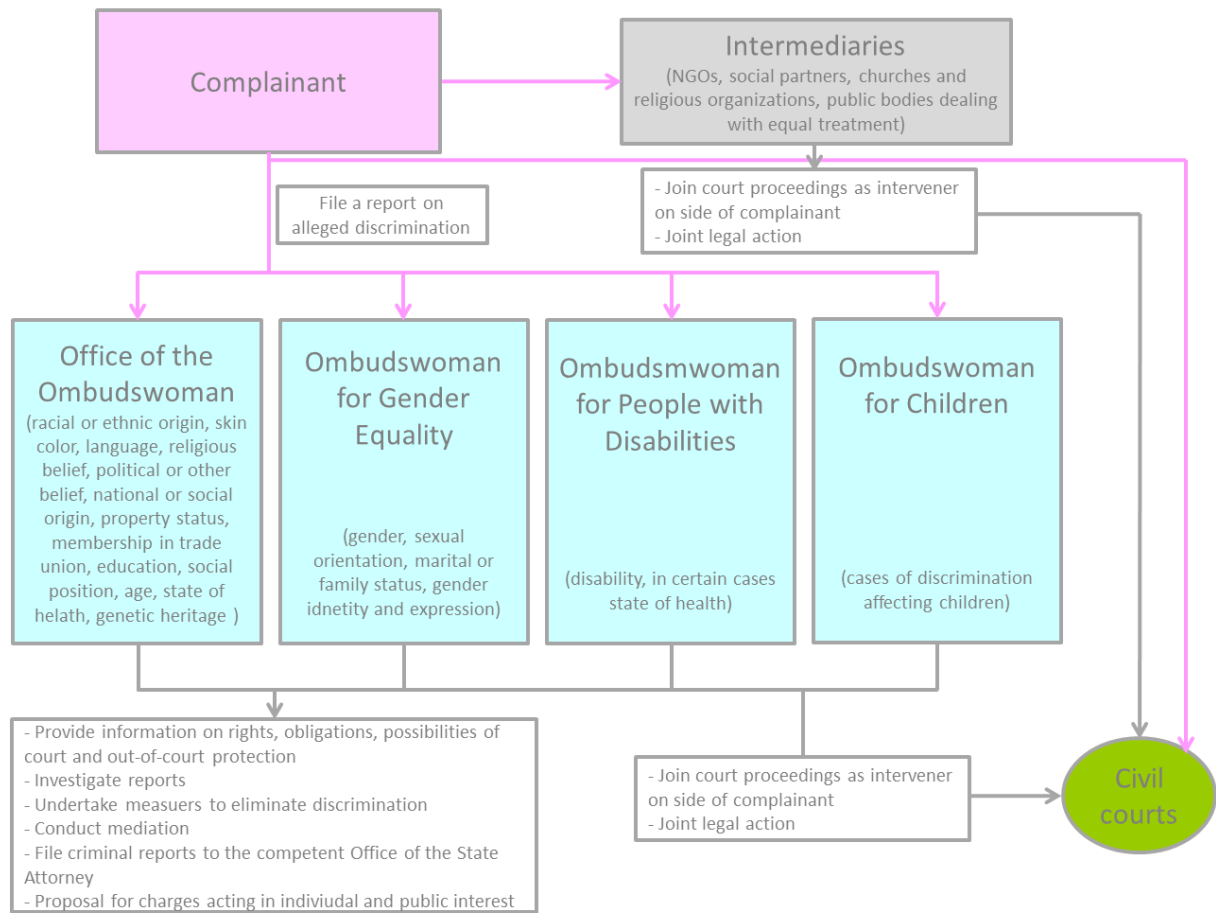 Complainant
Intermediaries
(NGOs, social partners, churches and
religious organizations, public bodies dealing
with equal treatment)
File a report on
alleged discrimination
- Join court proceedings as intervener
on side of complainant
- Joint legal action
Office of the
Ombudswoman
(racial or ethnic origin, skin
color, language, religious
belief, political or other
belief, national or social
origin, property status,
membership in trade
union, education, social
position, age, state of
helath, genetic heritage )
Ombudswoman
for Gender
Equality
(gender, sexual
orientation, marital or
family status, gender
idnetity and expression)
Ombudsmwoman
for People with
Disabilities
(disability, in certain cases
state of health)
Ombudswoman
for Children
(cases of discrimination
affecting children)
- Provide information on rights, obligations, possibilities of
court and out-of-court protection
- Investigate reports
- Undertake measuers to eliminate discrimination
- Conduct mediation
- File criminal reports to the competent Office of the State
Attorney
- Proposal for charges acting in indiviudal and public interest
- Join court proceedings as intervener
on side of complainant
- Joint legal action
Civil
courts